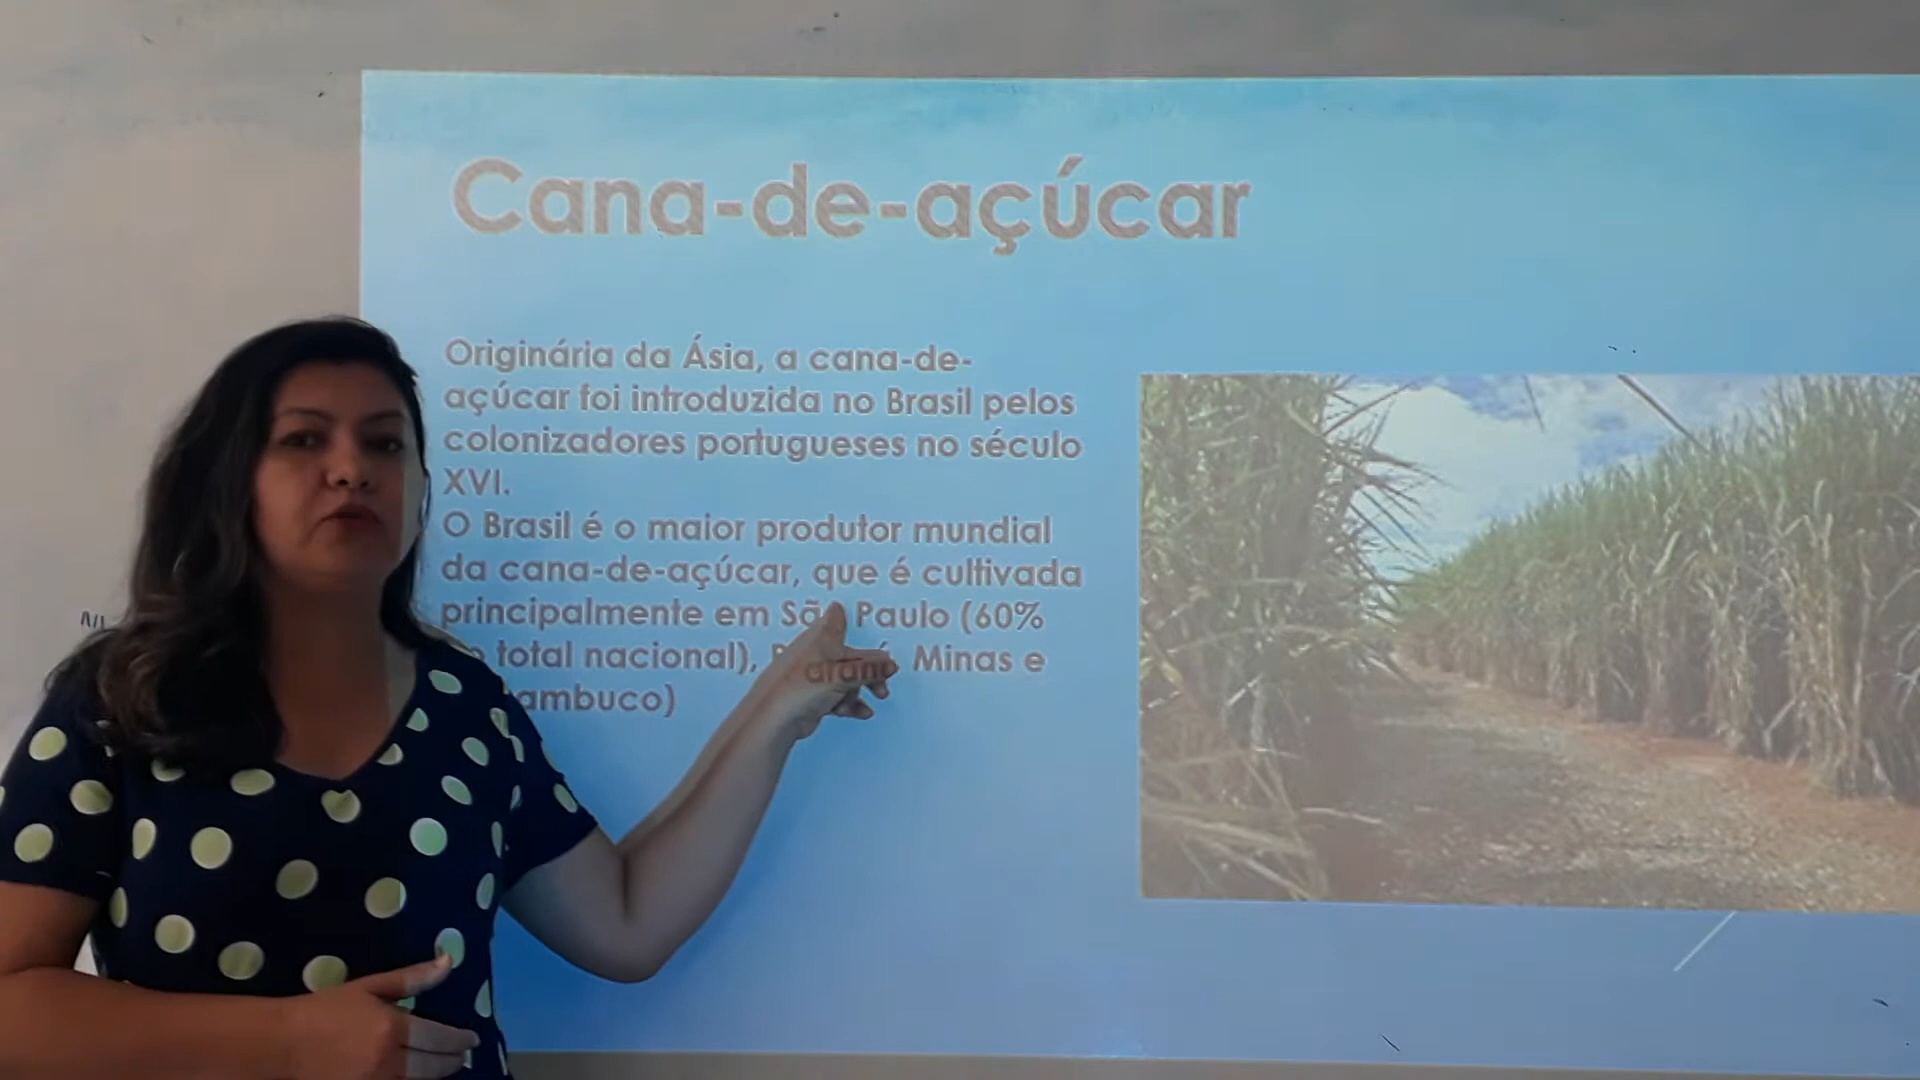 Cana-de-açúcar
Originária da Ásia, a cana-de-
açúcar foi introduzida no Brasil pelos
colonizadores portugueses no século
XVI.
O Brasil é o maior produtor mundial
da cana-de-açúcar, que é cultivada
principalmente em São Paulo (60%
total nacional), Paraná, Minas e
ambuco)